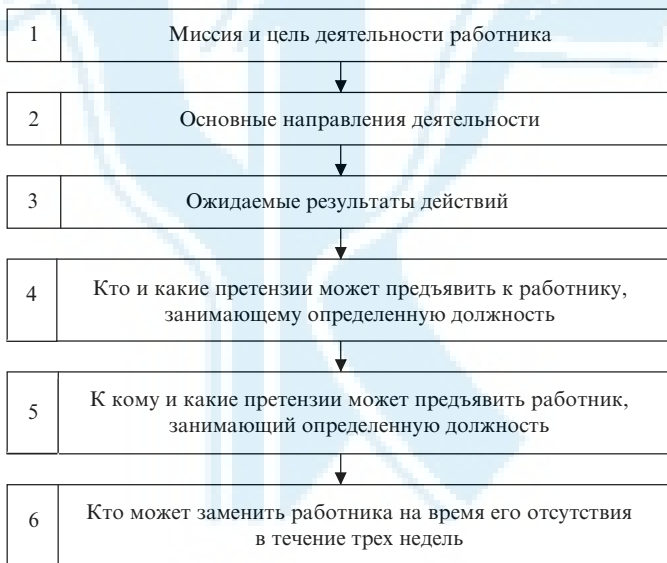 1 Миссия и цель деятельности работника
2 Основные направления деятельности
3 Ожидаемые результаты действий
4 Кто и какие претензии может предъявить к работнику,
занимающему определенную должность
5 К кому и какие претензии может предъявить работник,
занимающий определенную должность
6 Кто может заменить работника на время его отсутствия
в течение трех недель